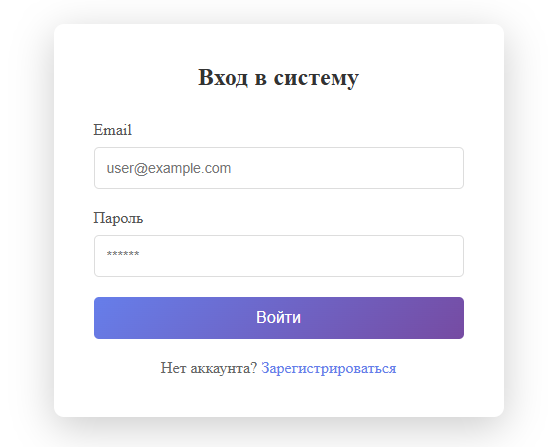 Вход в систему
Email
user@example.com
Пароль
******
Войти
Нет аккаунта? Зарегистрироваться